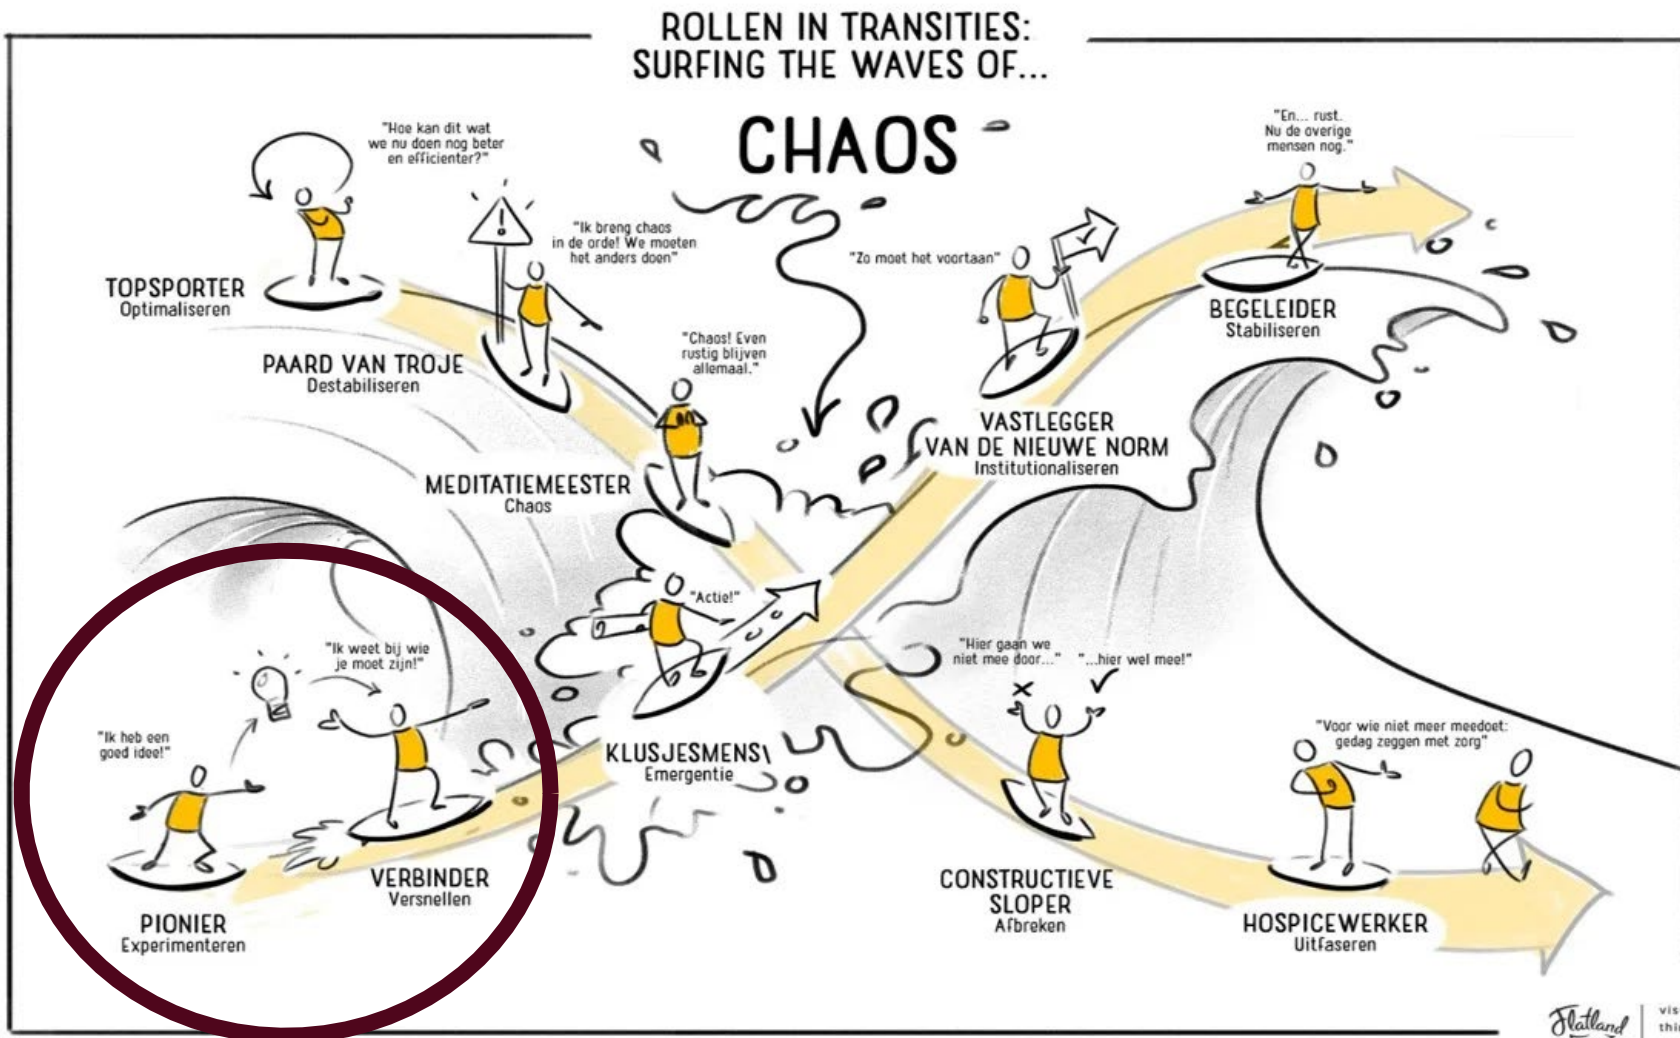 ROLLEN IN TRANSITIES:
SURFING THE WAVES OF...
CHAOS
"Hoe kan dit wat
we nu doen nog beter
en efficienter?"
TOPSPORTER
Optimaliseren
"Ik breng chaos
in de orde! We moeten
het anders doen"
PAARD VAN TROJE
Destabiliseren
"Chaos! Even
rustig blijven
allemaal."
MEDITATIEMEESTER
Chaos
"Ik heb een
goed idee!"
PIONIER
Experimenteren
"Ik weet bij wie
je moet zijn!"
VERBINDER
Versnellen
"Actie!"
KLUSJESMENS\
Emergentie
"Zo moet het voortaan"
VASTLEGGER
VAN DE NIEUWE NORM
Institutionaliseren
"En... rust.
Nu de overige
mensen nog."
BEGELEIDER
Stabiliseren
"Hier gaan we
niet mee door..."
"...hier wel mee!"
CONSTRUCTIEVE
SLOPER
Afbreken
"Voor wie niet meer meedoet:
gedag zeggen met zorg"
HOSPICEWERKER
Uitfaseren
Flatland
vis
thi